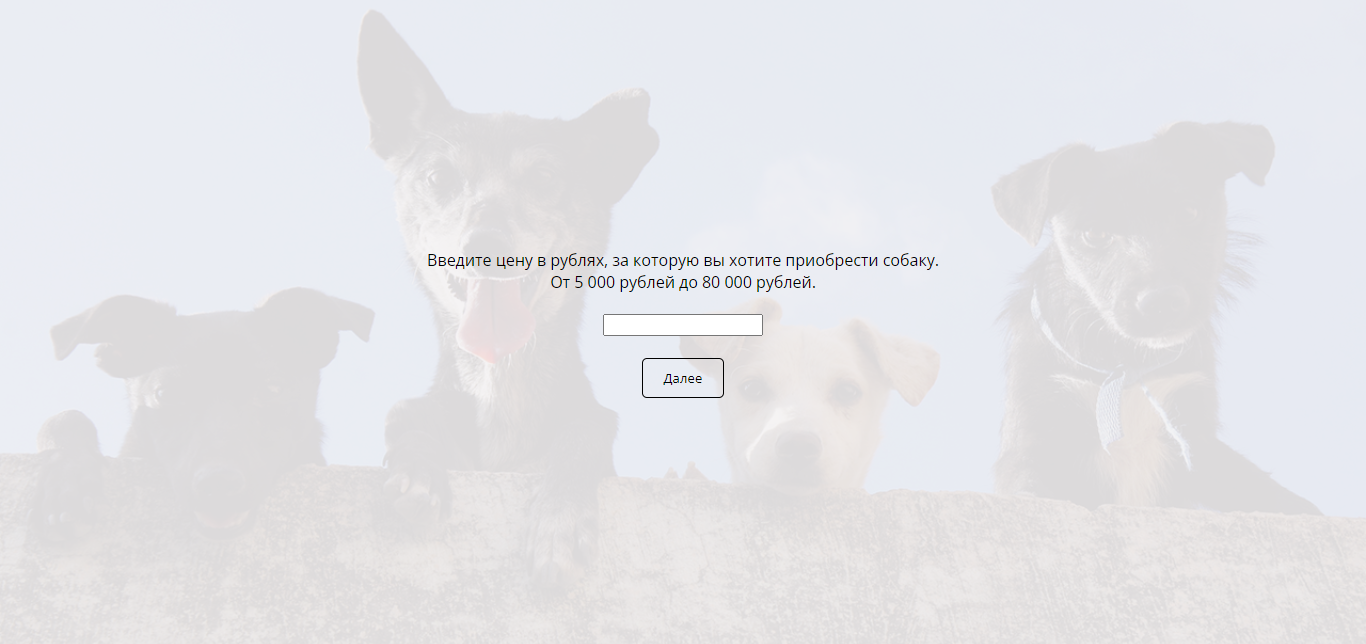 Введите цену в рублях, за которую вы хотите приобрести собаку.
От 5 000 рублей до 80 000 рублей.
Далее